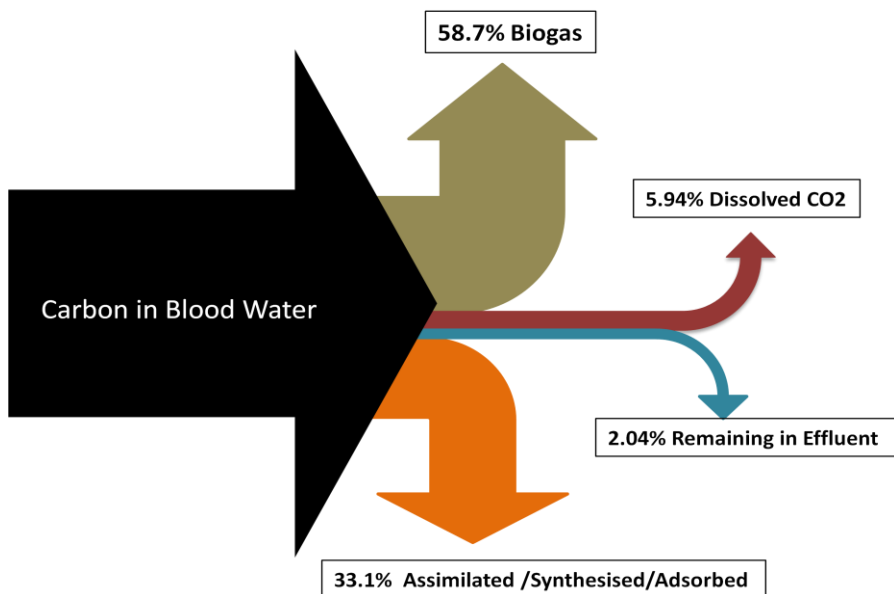 58.7% Biogas
5.94% Dissolved CO2
Carbon in Blood Water
2.04% Remaining in Effluent
33.1% Assimilated /Synthesised/Adsorbed